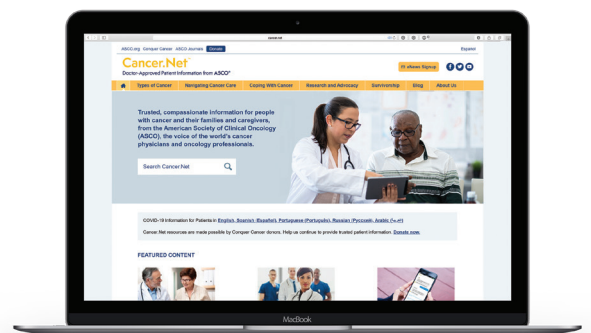 cancer.net
ASCO.org Conquer Cancer ASCO Journals Donate
Español
Cancer.Net
Doctor-Approved Patient Information from ASCO®
eNews Signup
Types of Cancer Navigating Cancer Care Coping With Cancer Research and Advocacy Survivorship Blog About Us
Trusted, compassionate information for people
with cancer and their families and caregivers,
from the American Society of Clinical Oncology
(ASCO), the voice of the world's cancer
physicians and oncology professionals.
Search Cancer.Net
COVID-19 Information for Patients in English, Spanish (Español), Portuguese (Português), Russian (Русский), Arabic (عربي)
Cancer.Net resources are made possible by Conquer Cancer donors. Help us continue to provide trusted patient information. Donate now.
FEATURED CONTENT
MacBook